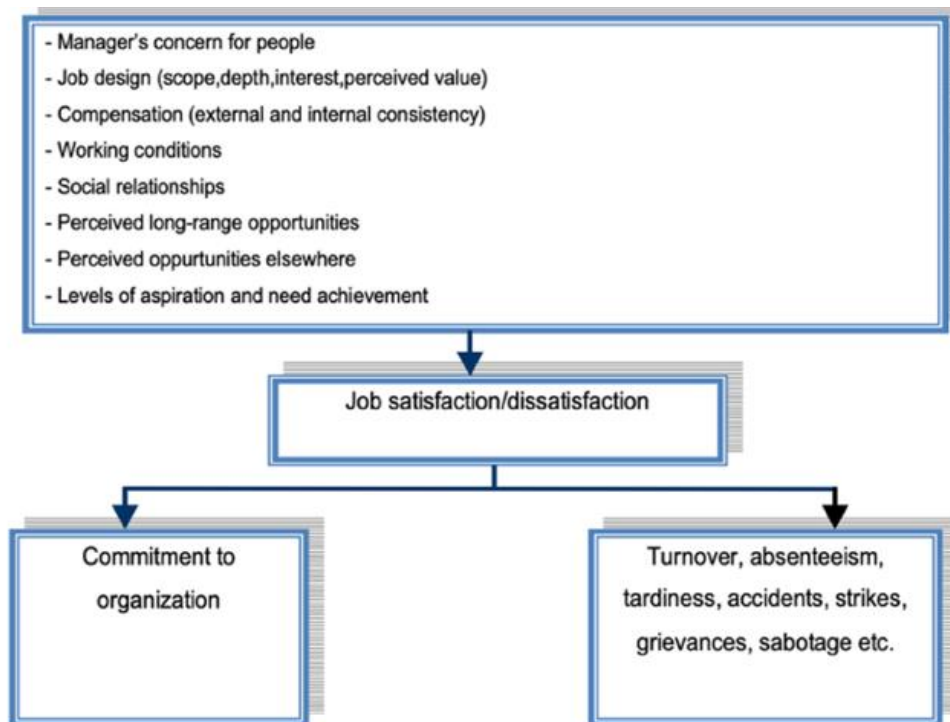 - Manager's concern for people
- Job design (scope,depth,interest,perceived value)
- Compensation (external and internal consistency)
- Working conditions
- Social relationships
- Perceived long-range opportunities
- Perceived oppurtunities elsewhere
- Levels of aspiration and need achievement
Job satisfaction/dissatisfaction
Commitment to
organization
Turnover, absenteeism,
tardiness, accidents, strikes,
grievances, sabotage etc.